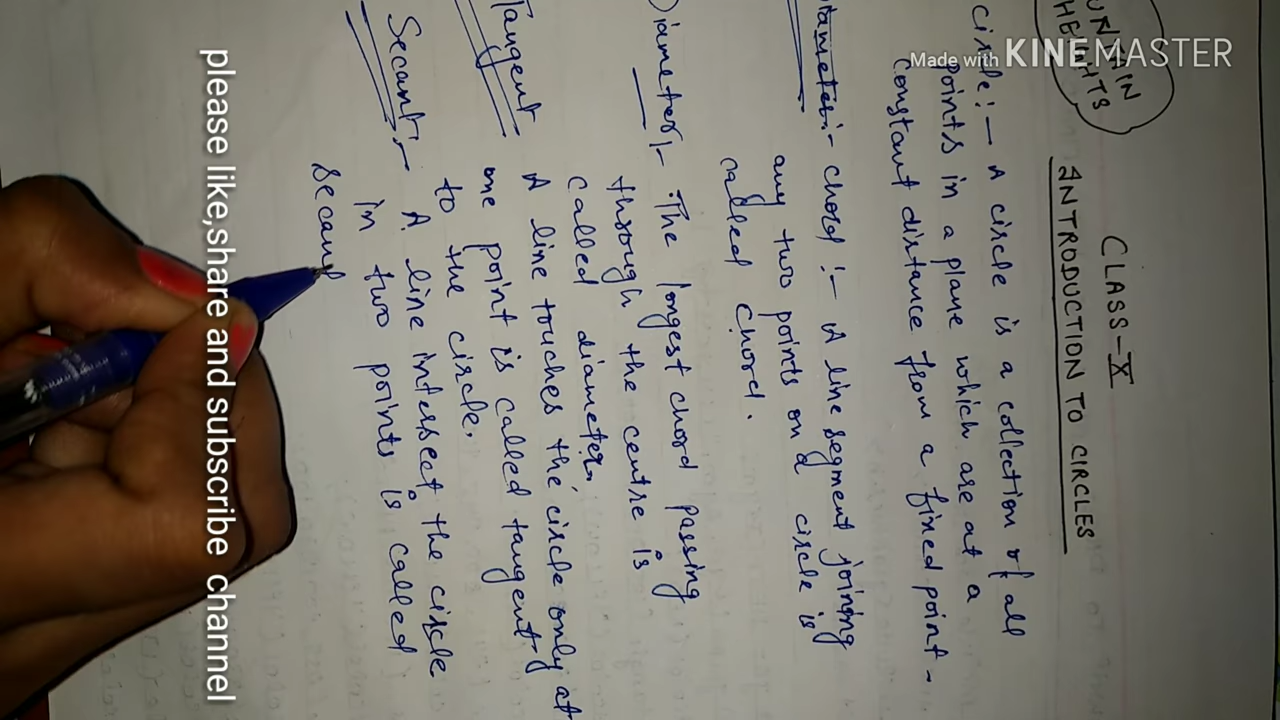 CLASS-X
INTRODUCTION TO CIRCLES
circle:- A circle is a collection of all
points in a plane which are at a
constant distance from a fixed point-
chord :- A line segment joining
any two points on a circle is
called chord.
Diameter:- The longest chord passing
through the centre is
called diameter.
Tangent A line touches the circle only at
one point is called tangent
to the circle.
Secant:- A line intersect the circle
in two points is called
secant
Made with KINEMASTER
please like,share and subscribe channel